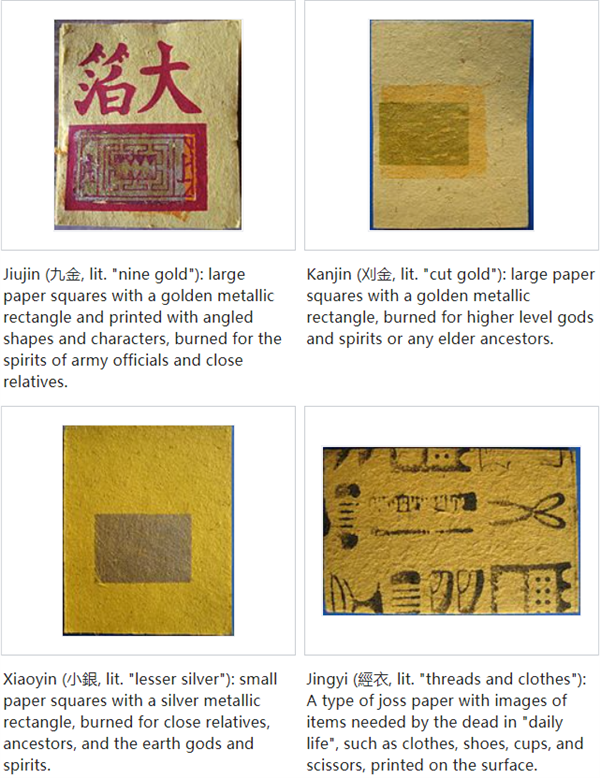 大箔
Jiujin (九金, lit. "nine gold"): large
paper squares with a golden metallic
rectangle and printed with angled
shapes and characters, burned for the
spirits of army officials and close
relatives.
Kanjin (刈金, lit. "cut gold"): large paper
squares with a golden metallic
rectangle, burned for higher level gods
and spirits or any elder ancestors.
Xiaoyin (小銀, lit. "lesser silver"): small
paper squares with a silver metallic
rectangle, burned for close relatives,
ancestors, and the earth gods and
spirits.
Jingyi (經衣, lit. "threads and clothes"):
A type of joss paper with images of
items needed by the dead in "daily
life", such as clothes, shoes, cups, and
scissors, printed on the surface.